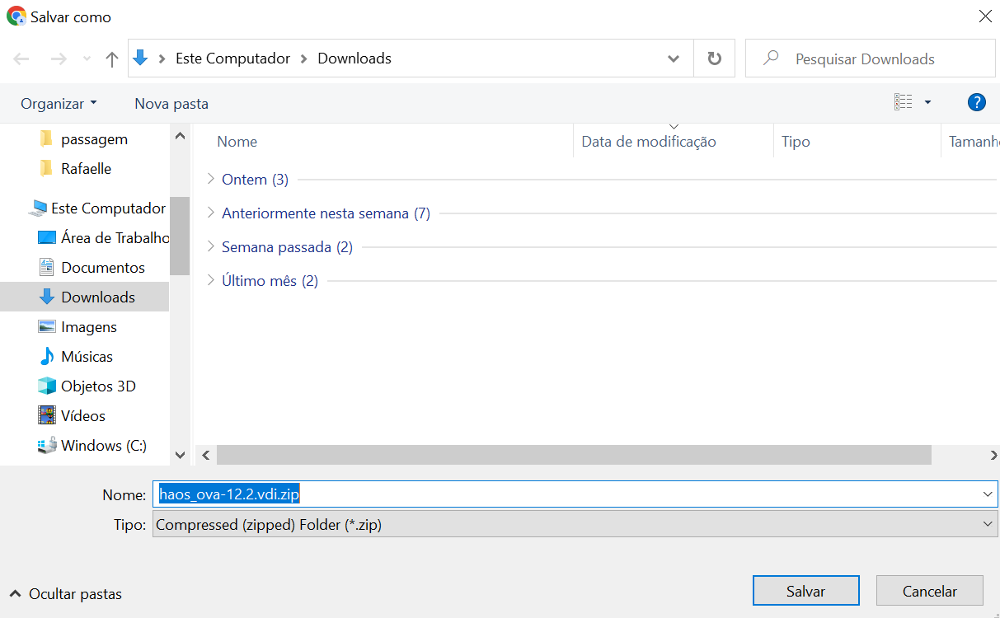 Salvar como
Este Computador Downloads
Pesquisar Downloads
Organizar Nova pasta
?
passagem
Rafaelle
Este Computador
Área de Trabalho
Documentos
Downloads
Imagens
Músicas
Objetos 3D
Vídeos
Windows (C:)
Nome Data de modificação Tipo Tamanh
Ontem (3)
Anteriormente nesta semana (7)
Semana passada (2)
Último mês (2)
Nome: haos_ova-12.2.vdi.zip
Tipo: Compressed (zipped) Folder (*.zip)
Ocultar pastas
Salvar Cancelar